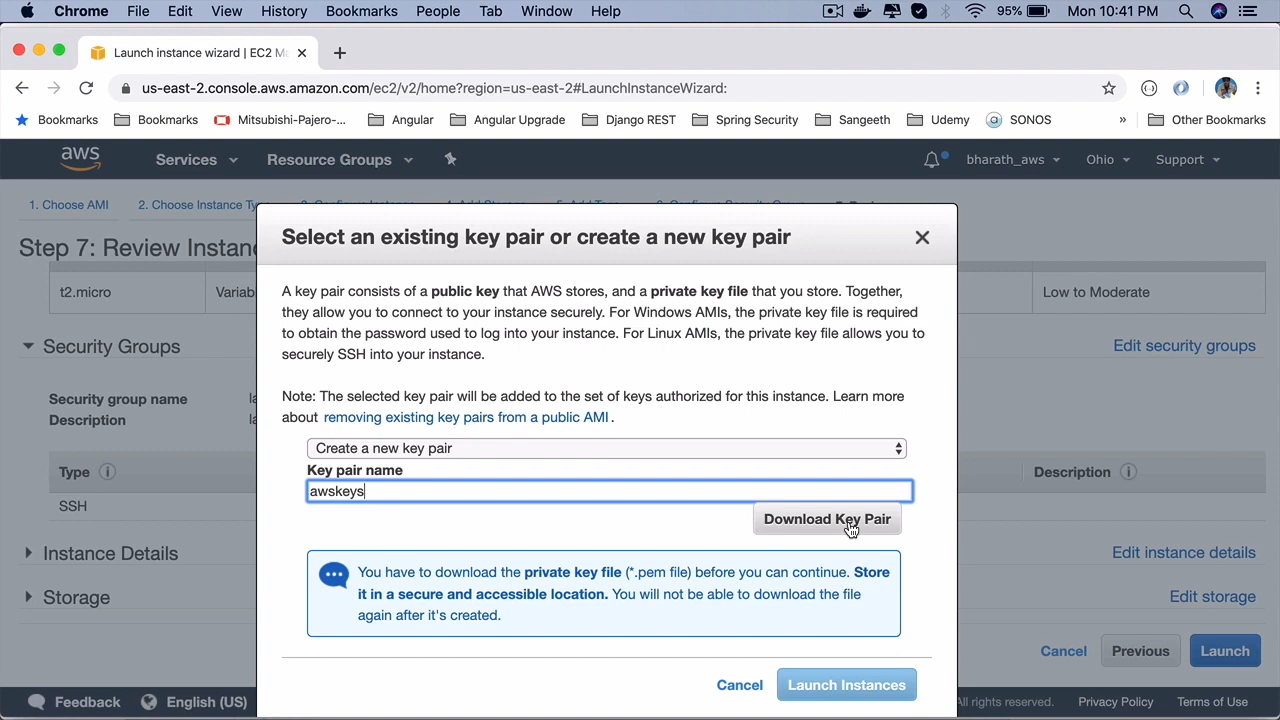 Chrome File Edit View History Bookmarks People Tab Window Help 95% Mon 10:41 PM
Launch instance wizard | EC2 Ma
us-east-2.console.aws.amazon.com/ec2/v2/home?region=us-east-2#LaunchInstanceWizard:
Bookmarks Bookmarks Mitsubishi-Pajero-... Angular Angular Upgrade Django REST Spring Security Sangeeth Udemy SONOS » Other Bookmarks
aws Services Resource Groups bharath_aws Ohio Support
1. Choose AMI 2. Choose Instance Ty
Step 7: Review Instanc
Select an existing key pair or create a new key pair
t2.micro Variab Low to Moderate
A key pair consists of a public key that AWS stores, and a private key file that you store. Together,
they allow you to connect to your instance securely. For Windows AMIs, the private key file is required
to obtain the password used to log into your instance. For Linux AMIs, the private key file allows you to
securely SSH into your instance.
Note: The selected key pair will be added to the set of keys authorized for this instance. Learn more
about removing existing key pairs from a public AMI .
Create a new key pair
Key pair name
awskeys
Download Key Pair
You have to download the private key file (*.pem file) before you can continue. Store
it in a secure and accessible location. You will not be able to download the file
again after it's created.
Cancel Launch Instances
Security Groups Edit security groups
Security group name
Description
Type Description
SSH
Instance Details Edit instance details
Storage Edit storage
Cancel Previous Launch
Feedback English (US) All rights reserved. Privacy Policy Terms of Use